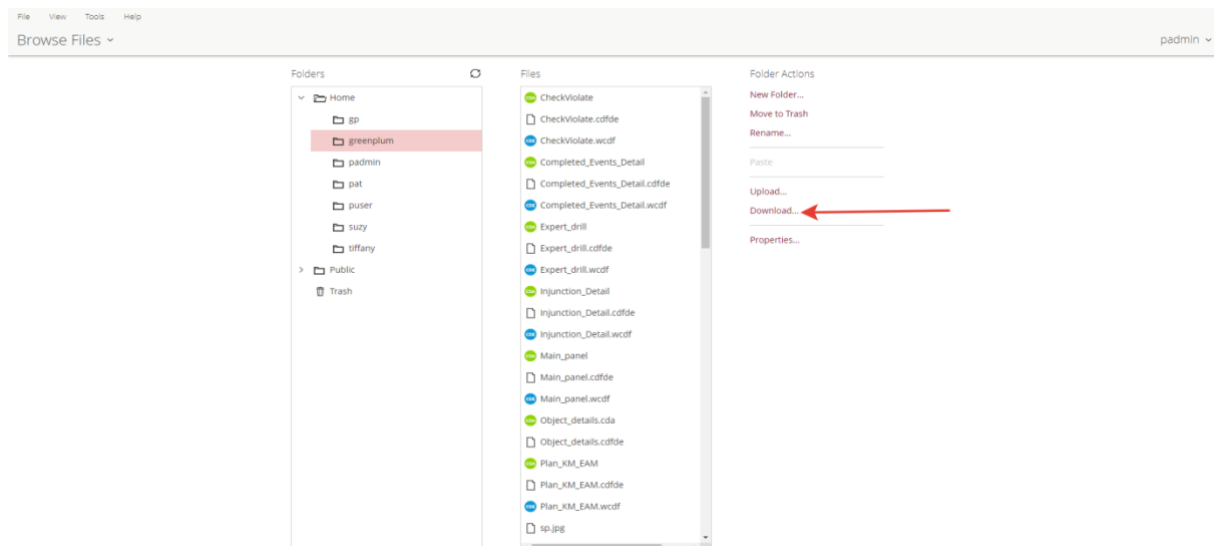 File View Tools Help
Browse Files
padmin
Folders
Home
gp
greenplum
padmin
pat
puser
suzy
tiffany
Public
Trash
Files
CheckViolate
CheckViolate.cdfde
CheckViolate.wcdf
Completed_Events_Detail
Completed_Events_Detail.cdfde
Completed_Events_Detail.wcdf
Expert_drill
Expert_drill.cdfde
Expert_drill.wcdf
Injunction_Detail
Injunction_Detail.cdfde
Injunction_Detail.wcdf
Main_panel
Main_panel.cdfde
Main_panel.wcdf
Object_details.cda
Object_details.cdfde
Plan_KM_EAM
Plan_KM_EAM.cdfde
Plan_KM_EAM.wcdf
sp.jpg
Folder Actions
New Folder...
Move to Trash
Rename...
Paste
Upload...
Download...
Properties...